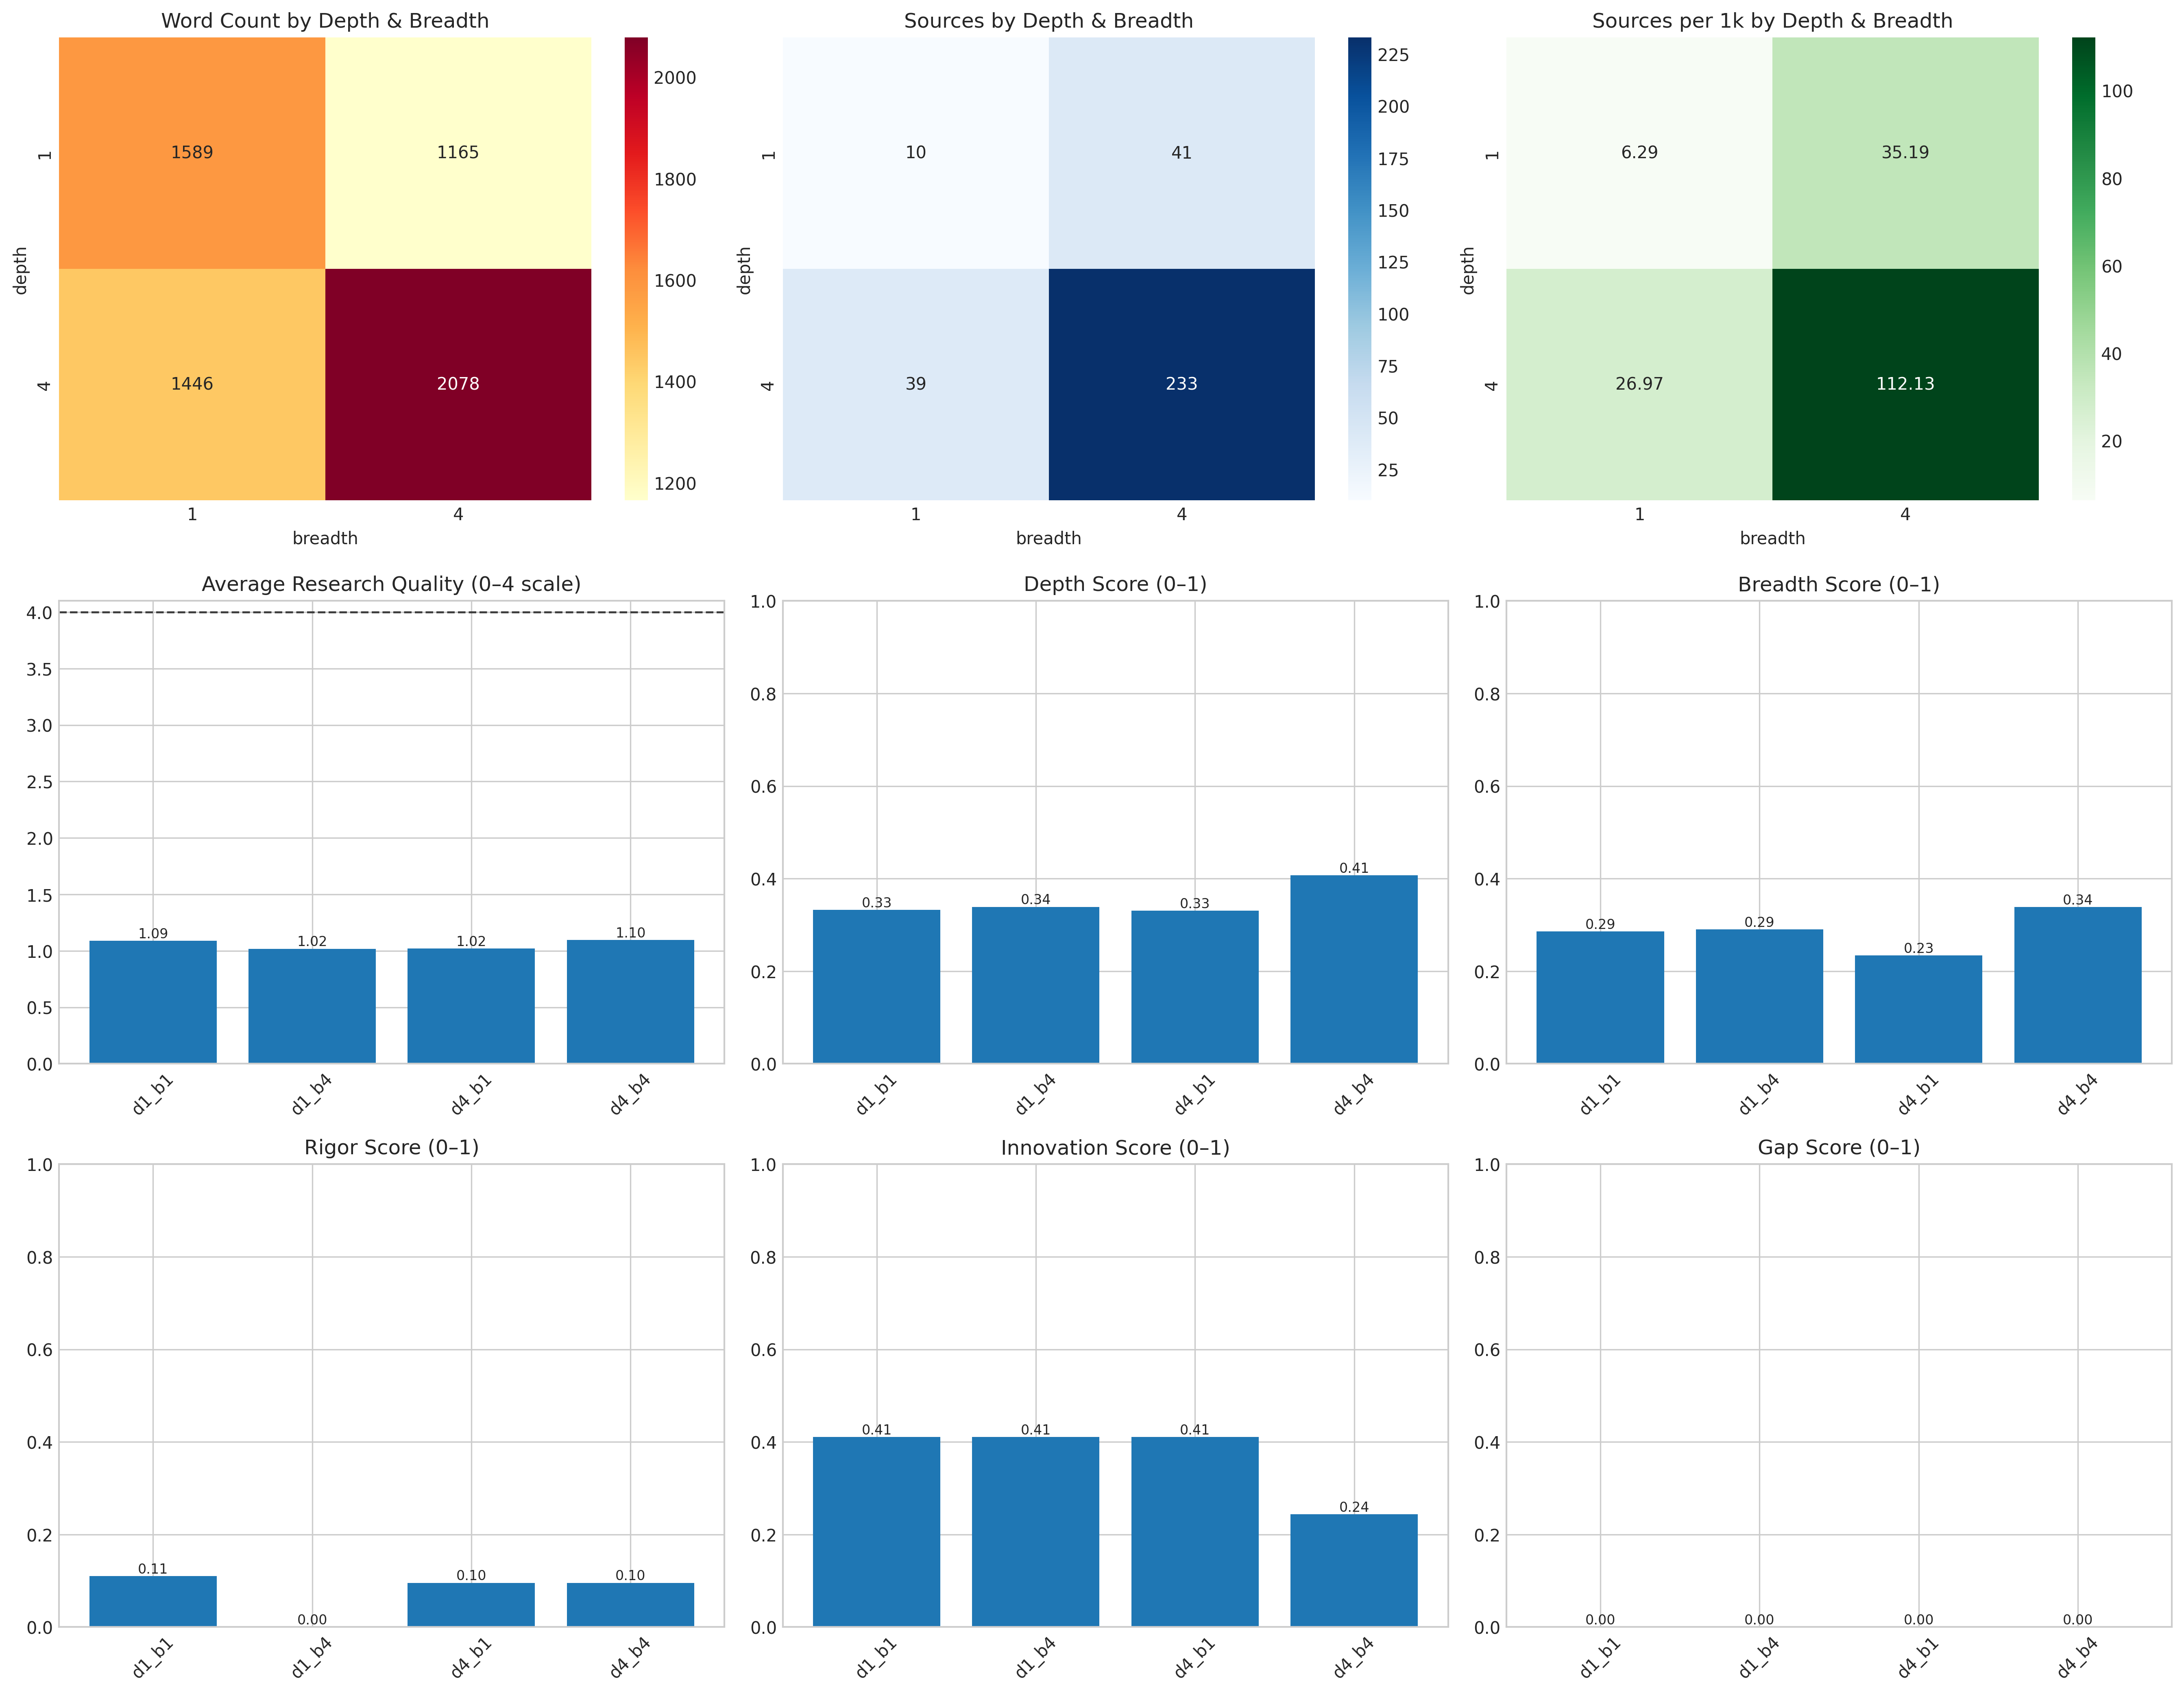 Word Count by Depth & Breadth
1589 1165
1446 2078
1
4
depth
1 4
breadth
2000
1800
1600
1400
1200
Sources by Depth & Breadth
10 41
39 233
1
4
depth
1 4
breadth
225
200
175
150
125
100
75
50
25
Sources per 1k by Depth & Breadth
6.29 35.19
26.97 112.13
1
4
depth
1 4
breadth
100
80
60
40
20
Average Research Quality (0–4 scale)
4.0
3.5
3.0
2.5
2.0
1.5
1.0
0.5
0.0
1.09 1.02 1.02 1.10
d1_b1 d1_b4 d4_b1 d4_b4
Depth Score (0–1)
1.0
0.8
0.6
0.4
0.2
0.0
0.33 0.34 0.33 0.41
d1_b1 d1_b4 d4_b1 d4_b4
Breadth Score (0–1)
1.0
0.8
0.6
0.4
0.2
0.0
0.29 0.29 0.23 0.34
d1_b1 d1_b4 d4_b1 d4_b4
Rigor Score (0–1)
1.0
0.8
0.6
0.4
0.2
0.0
0.11 0.00 0.10 0.10
d1_b1 d1_b4 d4_b1 d4_b4
Innovation Score (0–1)
1.0
0.8
0.6
0.4
0.2
0.0
0.41 0.41 0.41 0.24
d1_b1 d1_b4 d4_b1 d4_b4
Gap Score (0–1)
1.0
0.8
0.6
0.4
0.2
0.0
0.00 0.00 0.00 0.00
d1_b1 d1_b4 d4_b1 d4_b4